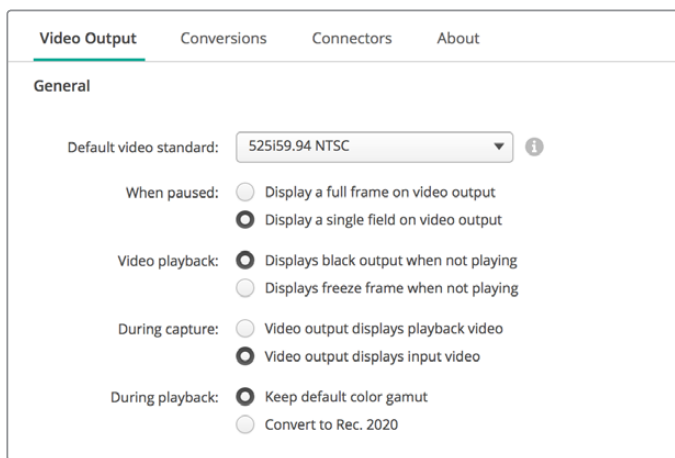 Video Output Conversions Connectors About
General
Default video standard: 525i59.94 NTSC
When paused: Display a full frame on video output
Display a single field on video output
Video playback: Displays black output when not playing
Displays freeze frame when not playing
During capture: Video output displays playback video
Video output displays input video
During playback: Keep default color gamut
Convert to Rec. 2020